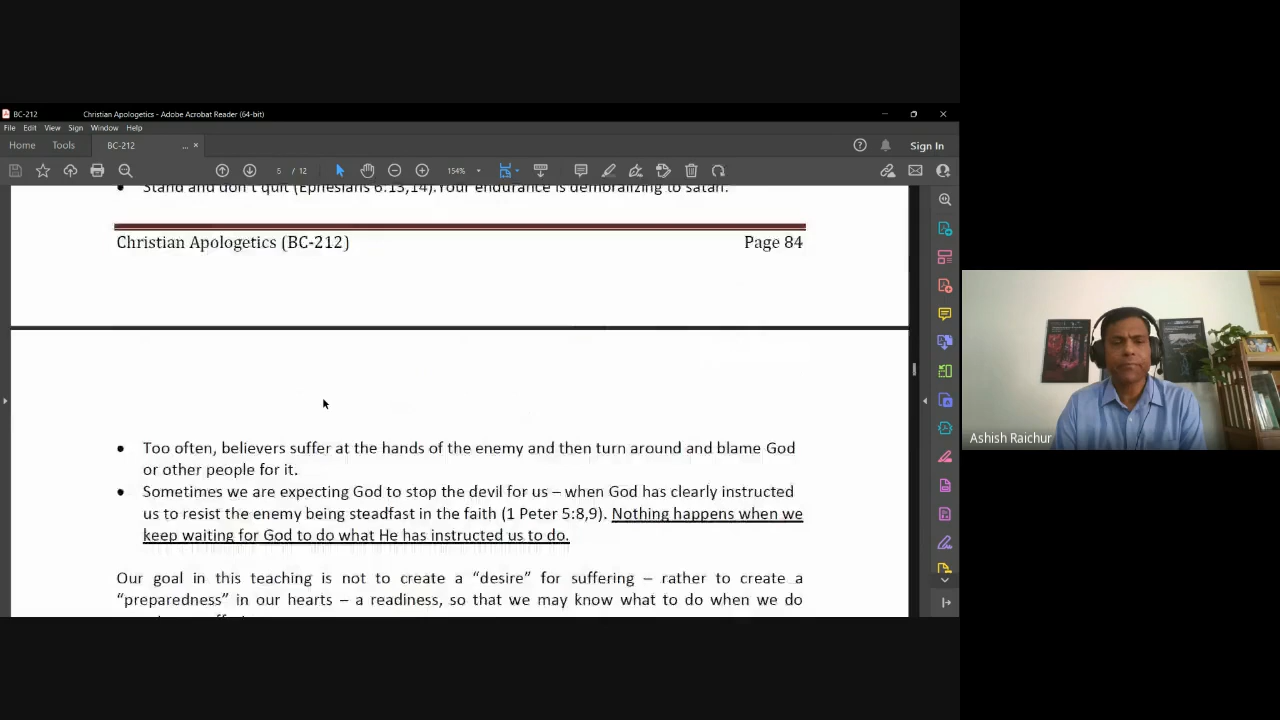 BC-212 Christian Apologetics - Adobe Acrobat Reader (64-bit)
File Edit View Sign Window Help
Home Tools BC-212 ... × Sign In
5 / 12 154%
Stand and don't quit (Ephesians 6:13,14).Your endurance is demoralizing to satan.
Christian Apologetics (BC-212) Page 84
• Too often, believers suffer at the hands of the enemy and then turn around and blame God
or other people for it.
• Sometimes we are expecting God to stop the devil for us – when God has clearly instructed
us to resist the enemy being steadfast in the faith (1 Peter 5:8,9). Nothing happens when we
keep waiting for God to do what He has instructed us to do.
Our goal in this teaching is not to create a “desire” for suffering – rather to create a
“preparedness” in our hearts – a readiness, so that we may know what to do when we do
Ashish Raichur